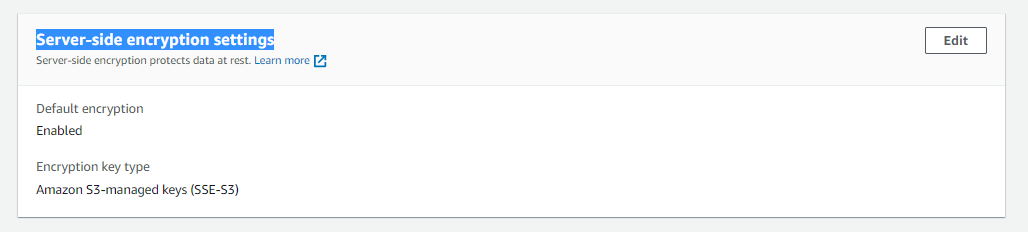 Server-side encryption settings
Edit
Server-side encryption protects data at rest. Learn more
Default encryption
Enabled
Encryption key type
Amazon S3-managed keys (SSE-S3)